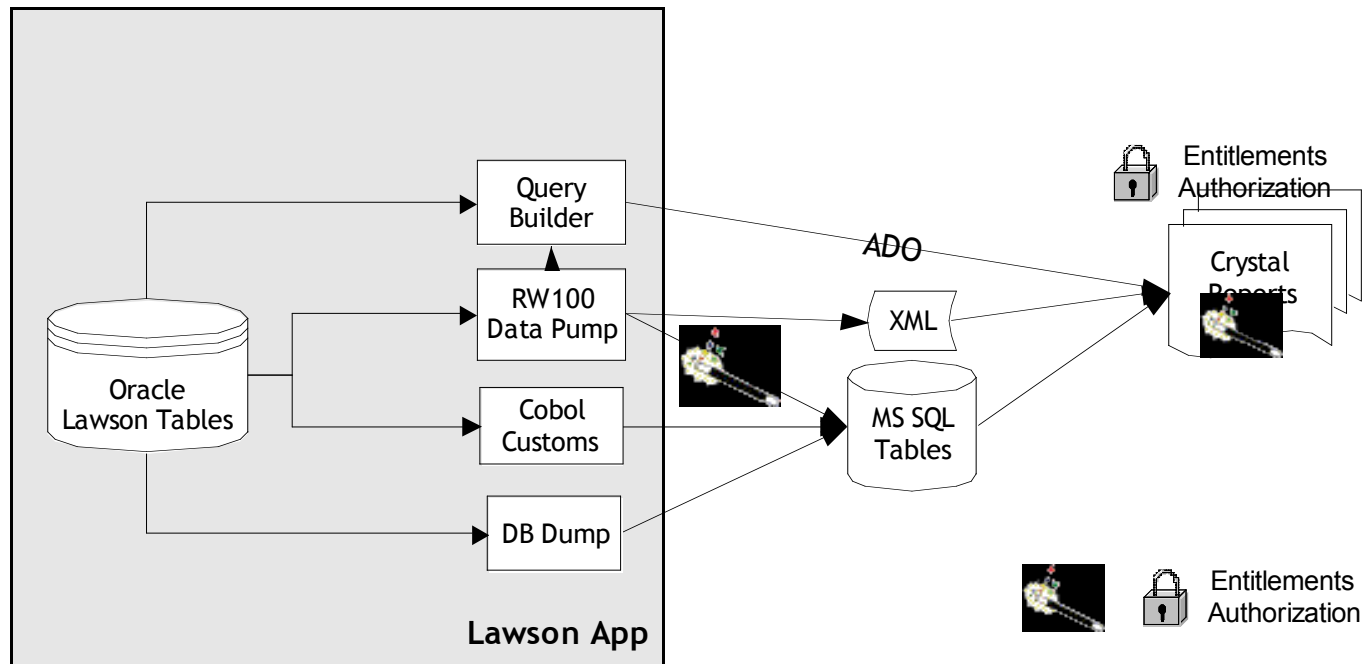 Entitlements
Authorization
Query
Builder
ADO
Crystal
Reports
RW100
Data Pump
XML
Oracle
Lawson Tables
Cobol
Customs
MS SQL
Tables
DB Dump
Entitlements
Authorization
Lawson App